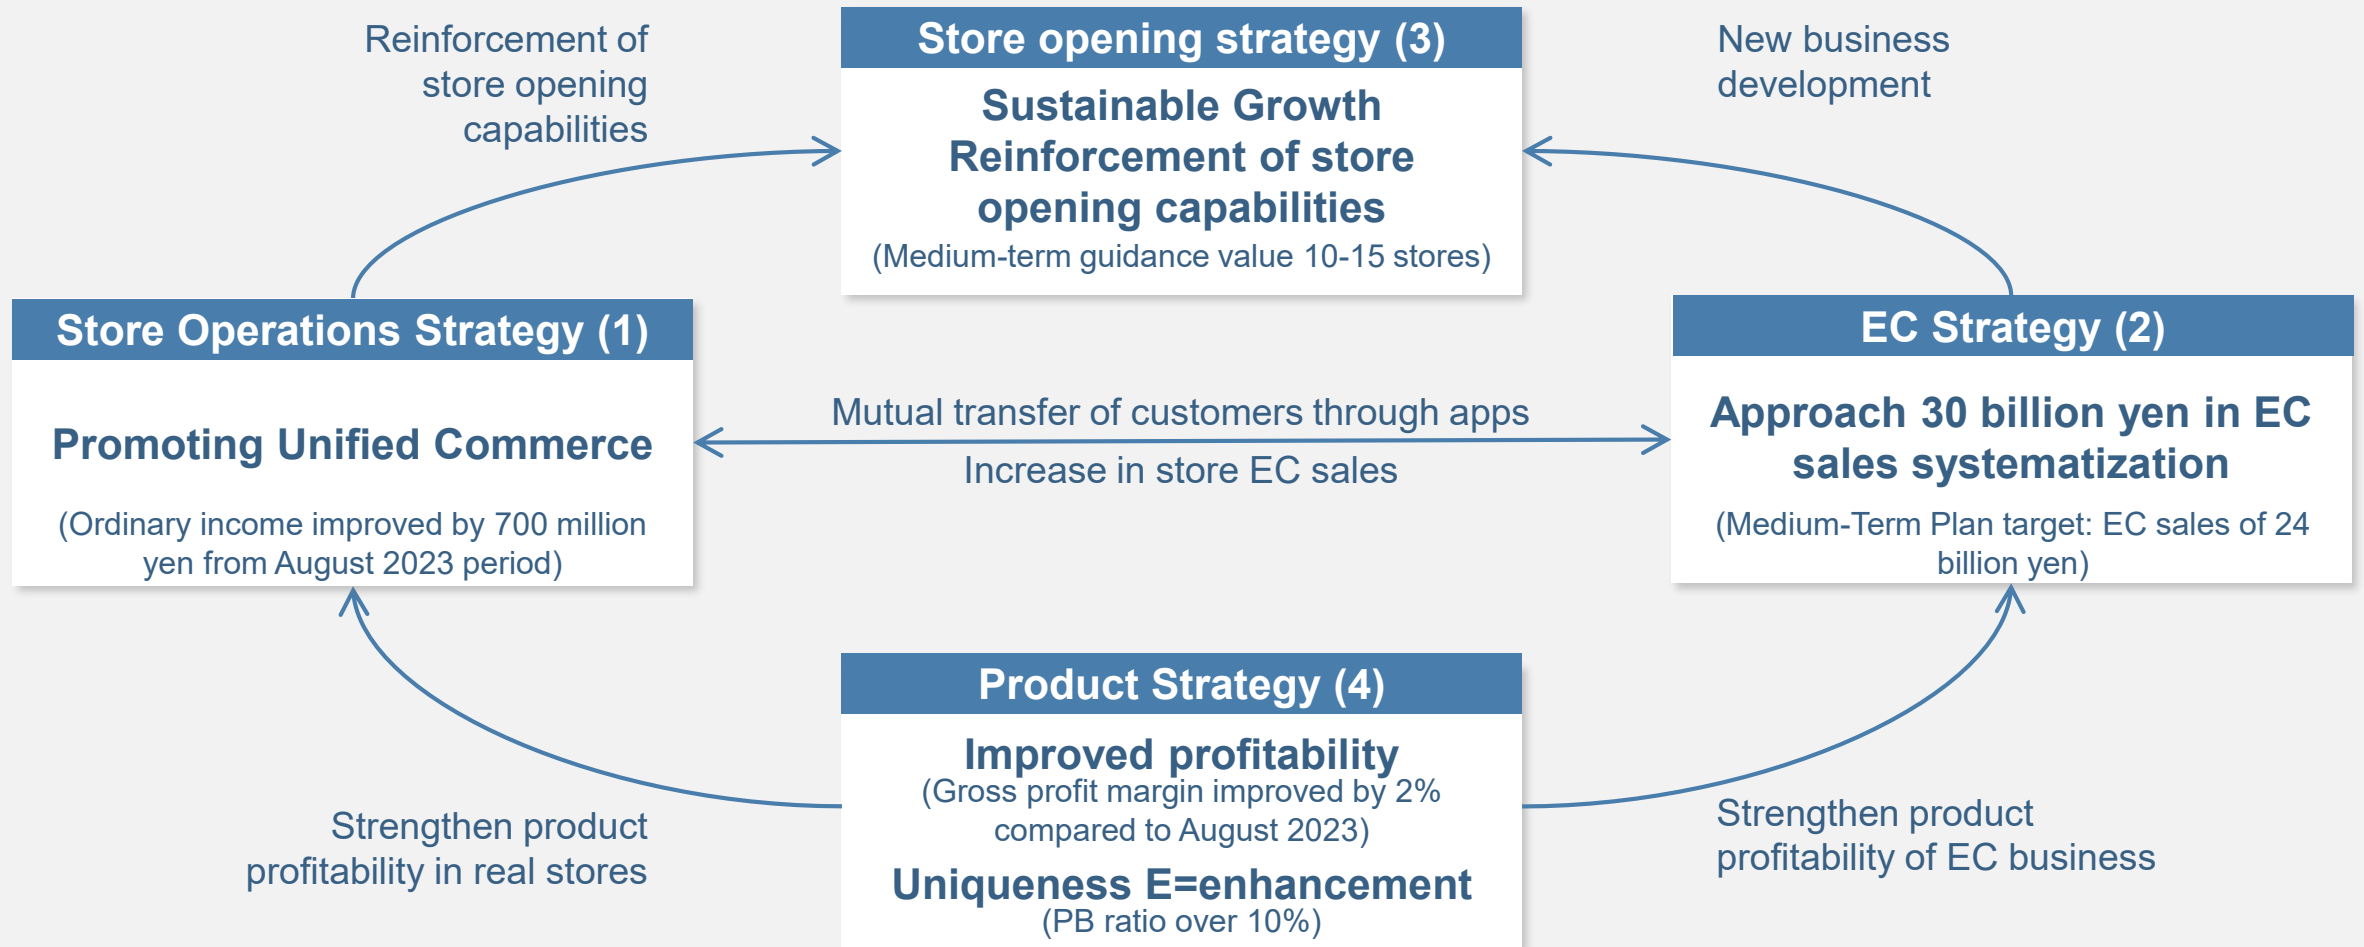 Reinforcement of
store opening
capabilities
Store opening strategy (3)
Sustainable Growth
Reinforcement of store
opening capabilities
(Medium-term guidance value 10-15 stores)
New business
development
Store Operations Strategy (1)
Promoting Unified Commerce
(Ordinary income improved by 700 million
yen from August 2023 period)
Mutual transfer of customers through apps
Increase in store EC sales
EC Strategy (2)
Approach 30 billion yen in EC
sales systematization
(Medium-Term Plan target: EC sales of 24
billion yen)
Product Strategy (4)
Improved profitability
(Gross profit margin improved by 2%
compared to August 2023)
Uniqueness E=enhancement
(PB ratio over 10%)
Strengthen product
profitability in real stores
Strengthen product
profitability of EC business